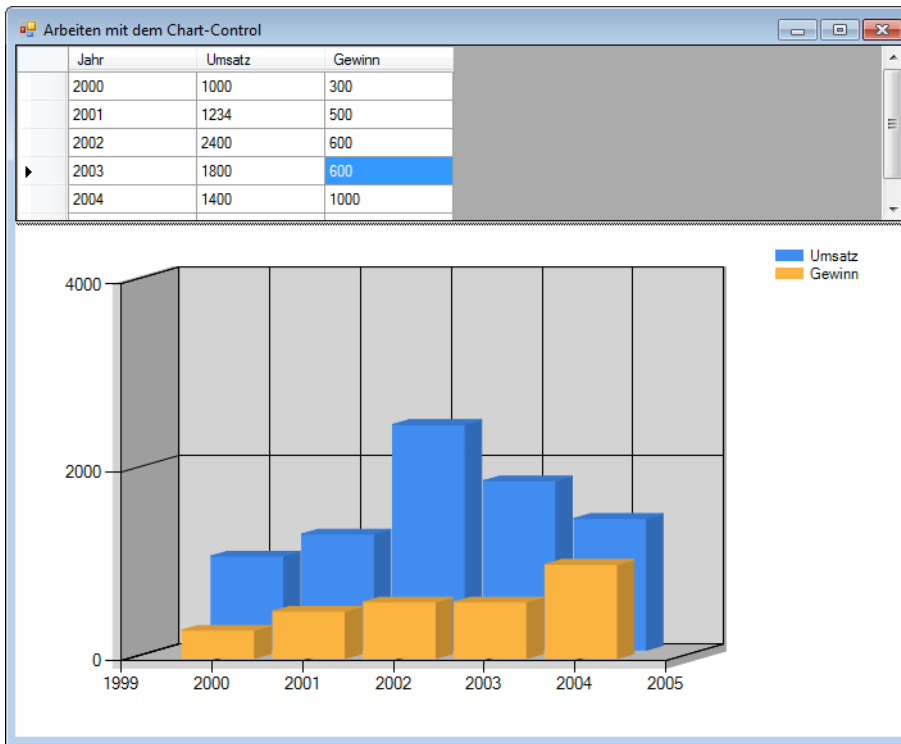 Arbeiten mit dem Chart-Control
Jahr Umsatz Gewinn
2000 1000 300
2001 1234 500
2002 2400 600
2003 1800 600
2004 1400 1000
Umsatz
Gewinn
4000
2000
0
1999 2000 2001 2002 2003 2004 2005